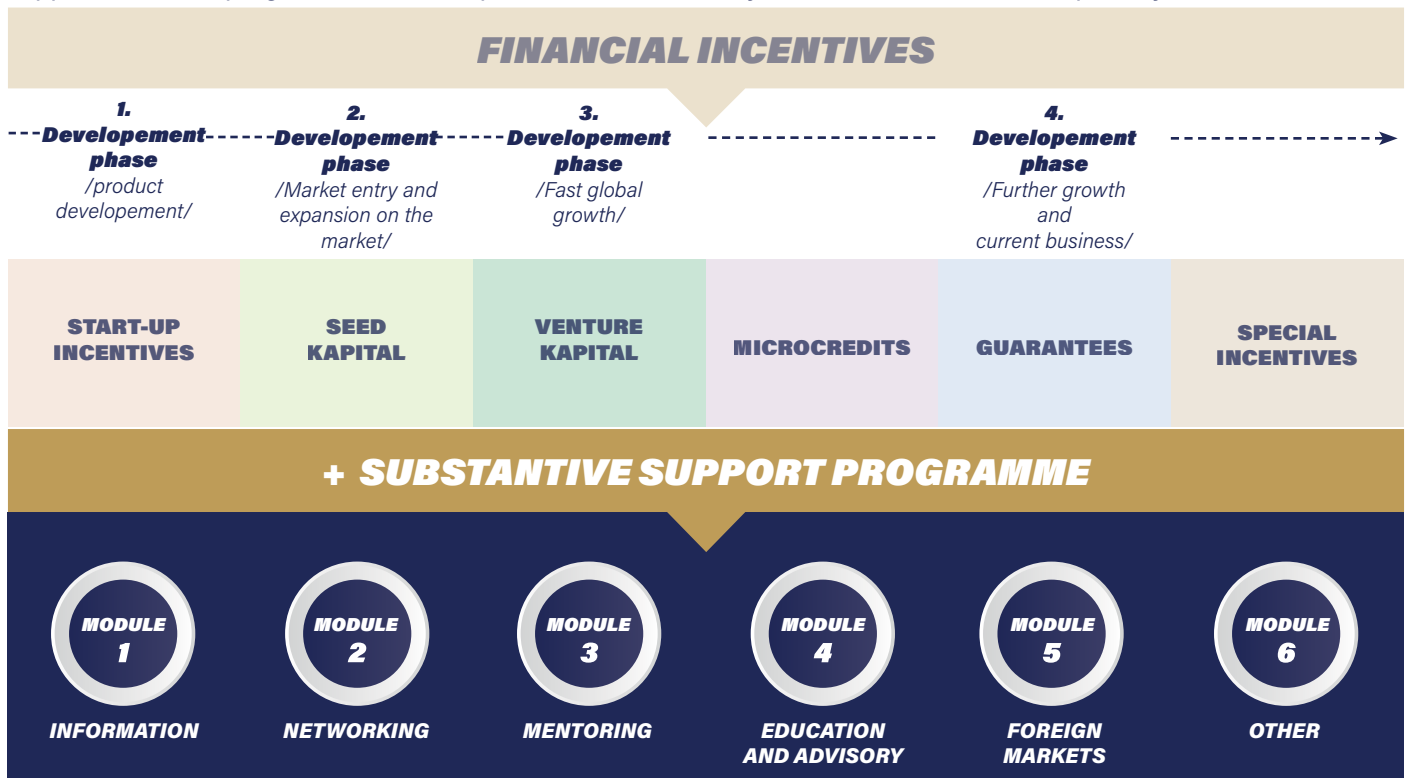 FINANCIAL INCENTIVES
1.
Developement
phase
/product
developement/
2.
Developement
phase
/Market entry and
expansion on the
market/
3.
Developement
phase
/Fast global
growth/
4.
Developement
phase
/Further growth
and
current business/
START-UP
INCENTIVES
SEED
KAPITAL
VENTURE
KAPITAL
MICROCREDITS
GUARANTEES
SPECIAL
INCENTIVES
+ SUBSTANTIVE SUPPORT PROGRAMME
MODULE
1
INFORMATION
MODULE
2
NETWORKING
MODULE
3
MENTORING
MODULE
4
EDUCATION
AND ADVISORY
MODULE
5
FOREIGN
MARKETS
MODULE
6
OTHER